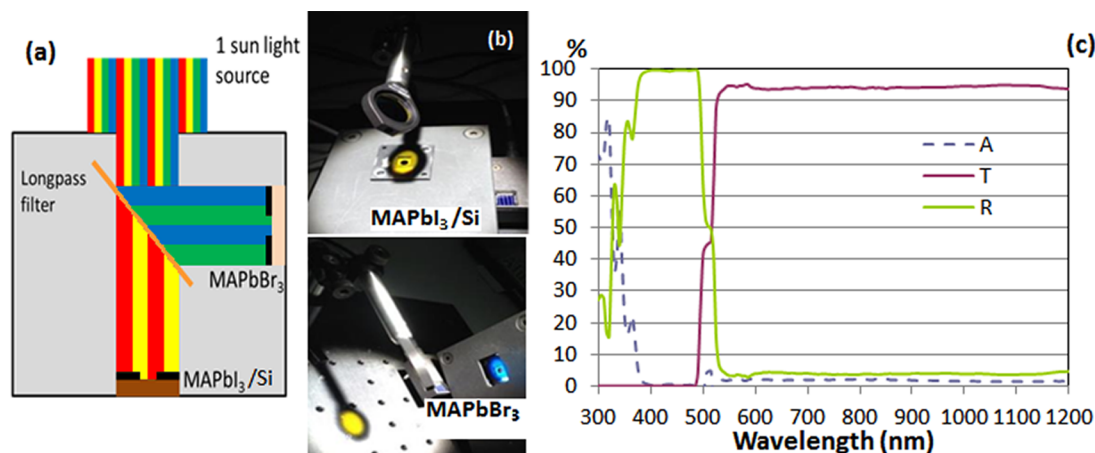 (a)
1 sun light
source
Longpass
filter
MAPbBr₃
MAPbI₃/Si
(b)
MAPbI₃/Si
MAPbBr₃
(c)
%
100
90
80
70
60
50
40
30
20
10
0
A
T
R
300 400 500 600 700 800 900 1000 1100 1200
Wavelength (nm)